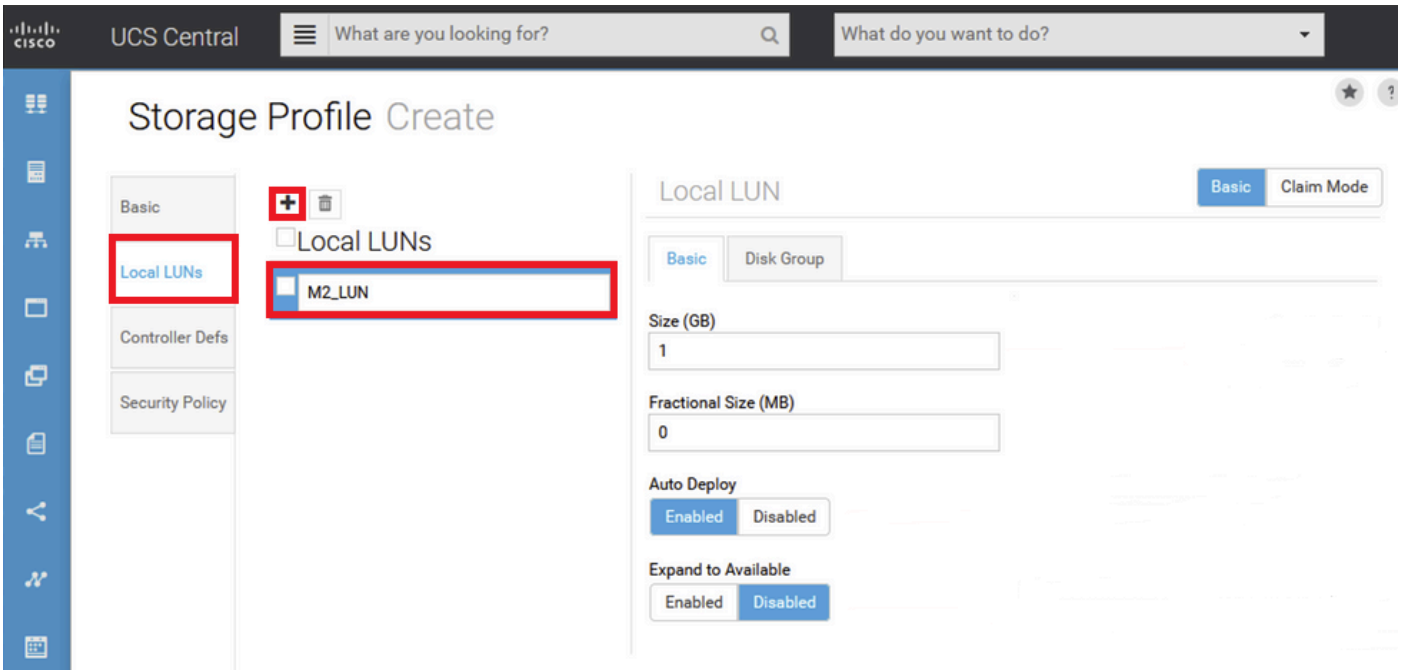 CISCO
UCS Central
What are you looking for?
What do you want to do?
?
Storage Profile Create
Basic
Local LUNs
Controller Defs
Security Policy
+
Local LUNs
M2_LUN
Local LUN
Basic
Claim Mode
Basic
Disk Group
Size (GB)
1
Fractional Size (MB)
0
Auto Deploy
Enabled
Disabled
Expand to Available
Enabled
Disabled